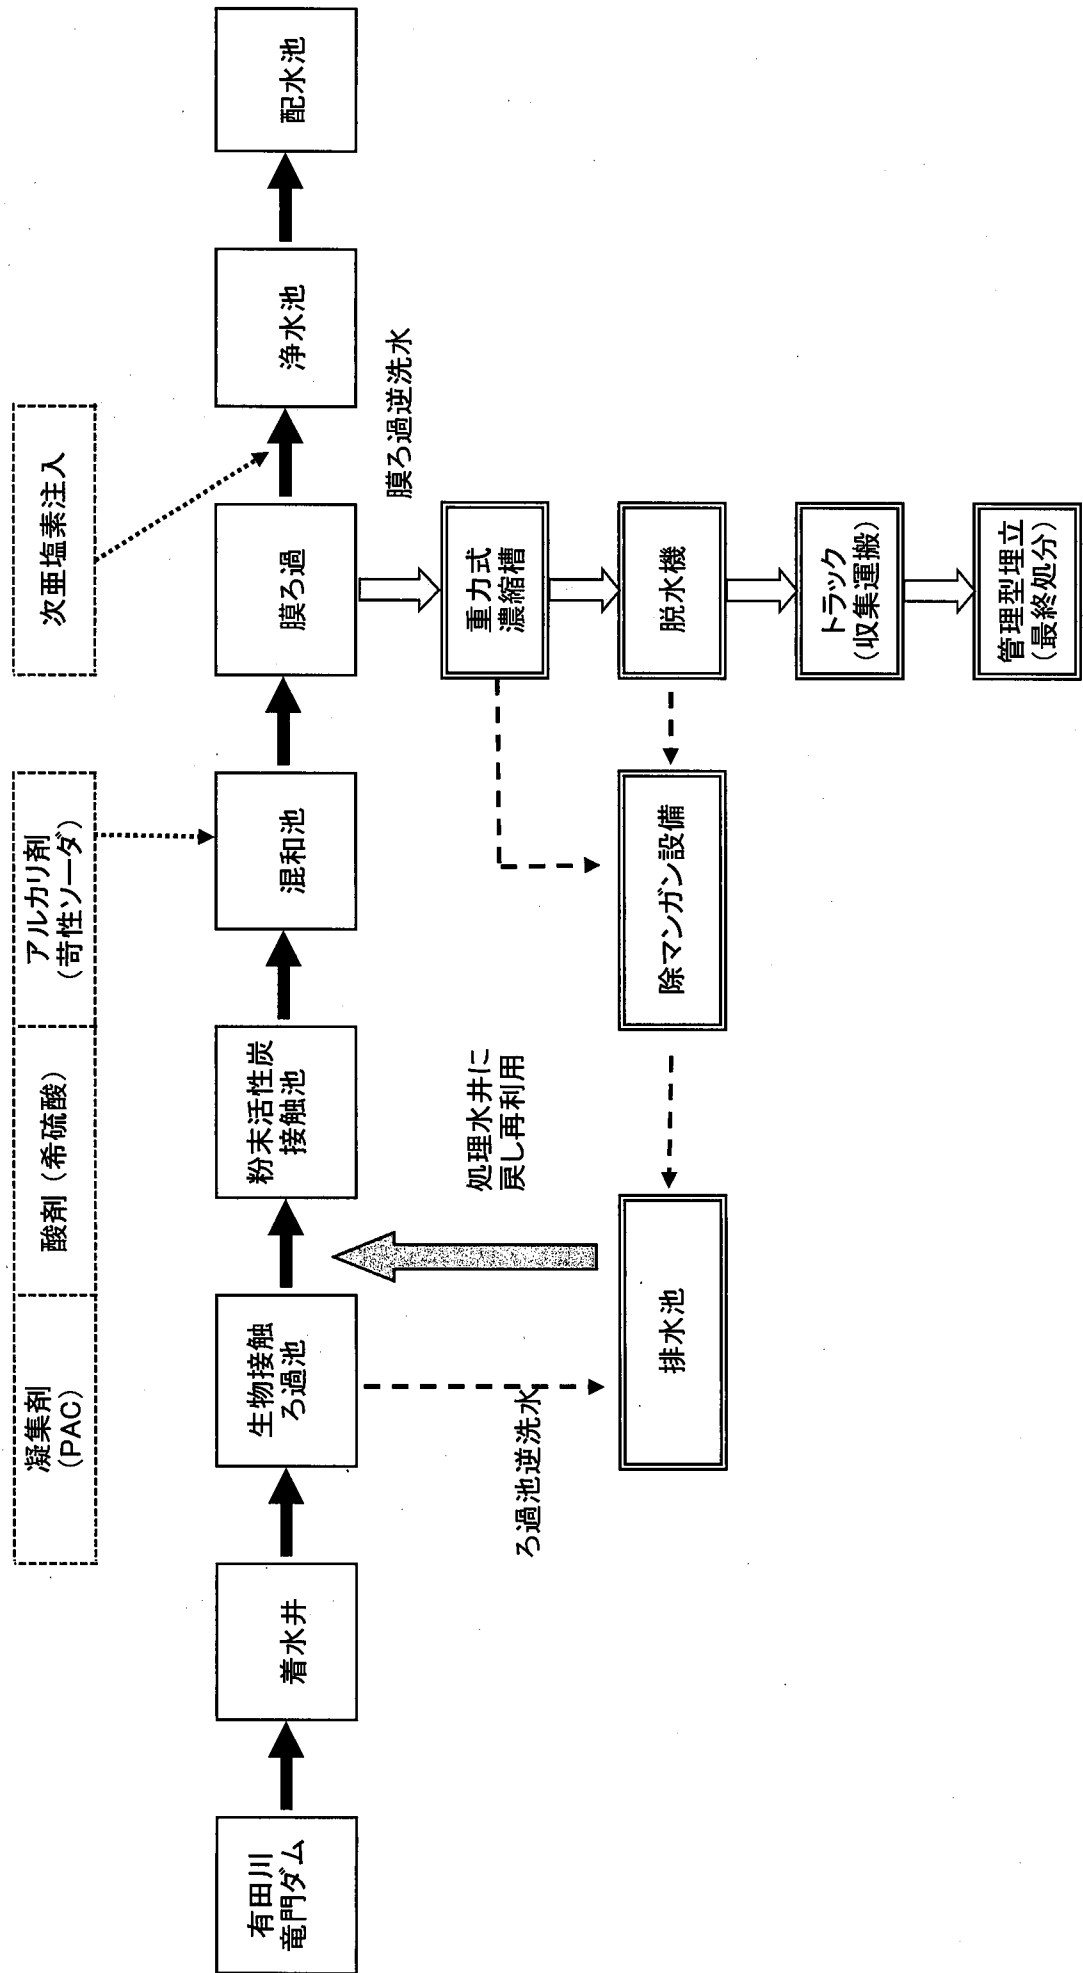 凝集剤
(PAC)
酸剤（希硫酸）
アルカリ剤
（苛性ソーダ）
次亜塩素注入
有田川
竜門ダム
着水井
生物接触
ろ過池
粉末活性炭
接触池
混和池
膜ろ過
浄水池
配水池
膜ろ過逆洗水
ろ過池逆洗水
処理水井に
戻し再利用
重力式
濃縮槽
排水池
除マンガン設備
脱水機
トラック
（収集運搬）
管理型埋立
（最終処分）